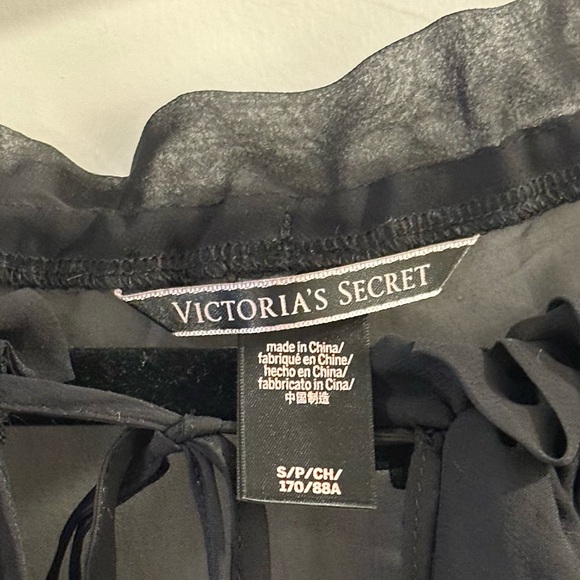 VICTORIA'S SECRET
made in China/
fabriqué en Chine/
hecho en China/
fabbricato in Cina/
中国制造
S/P/CH/
170/88A